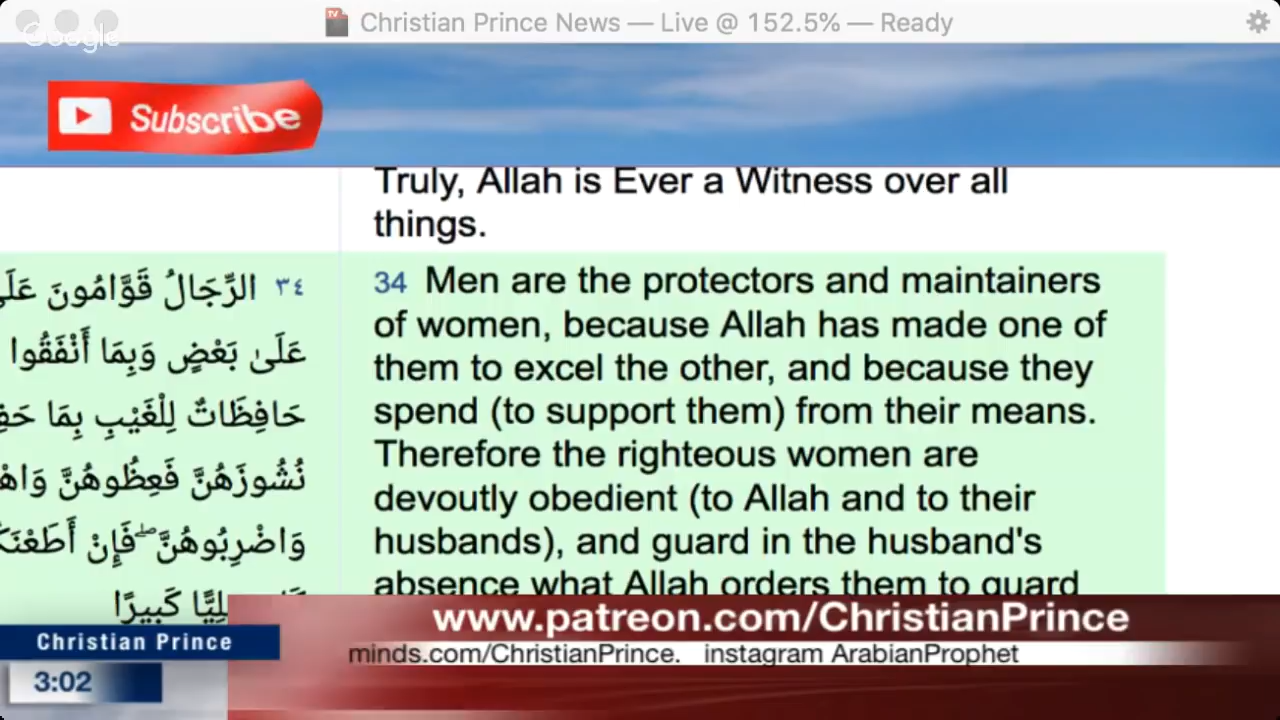 Christian Prince News — Live @ 152.5% — Ready
Google
Subscribe
Truly, Allah is Ever a Witness over all
things.
34 Men are the protectors and maintainers
of women, because Allah has made one of
them to excel the other, and because they
spend (to support them) from their means.
Therefore the righteous women are
devoutly obedient (to Allah and to their
husbands), and guard in the husband's
absence what Allah orders them to guard
٣٤ الرِّجَالُ قَوَّامُونَ
عَلَىٰ بَعْضٍ وَبِمَا أَنْفَقُوا
حَافِظَاتٌ لِلْغَيْبِ بِمَا
نُشُوزَهُنَّ فَعِظُوهُنَّ
وَاضْرِبُوهُنَّ ۖ فَإِنْ
كَبِيرًا
www.patreon.com/ChristianPrince
minds.com/ChristianPrince. instagram ArabianProphet
Christian Prince
3:02